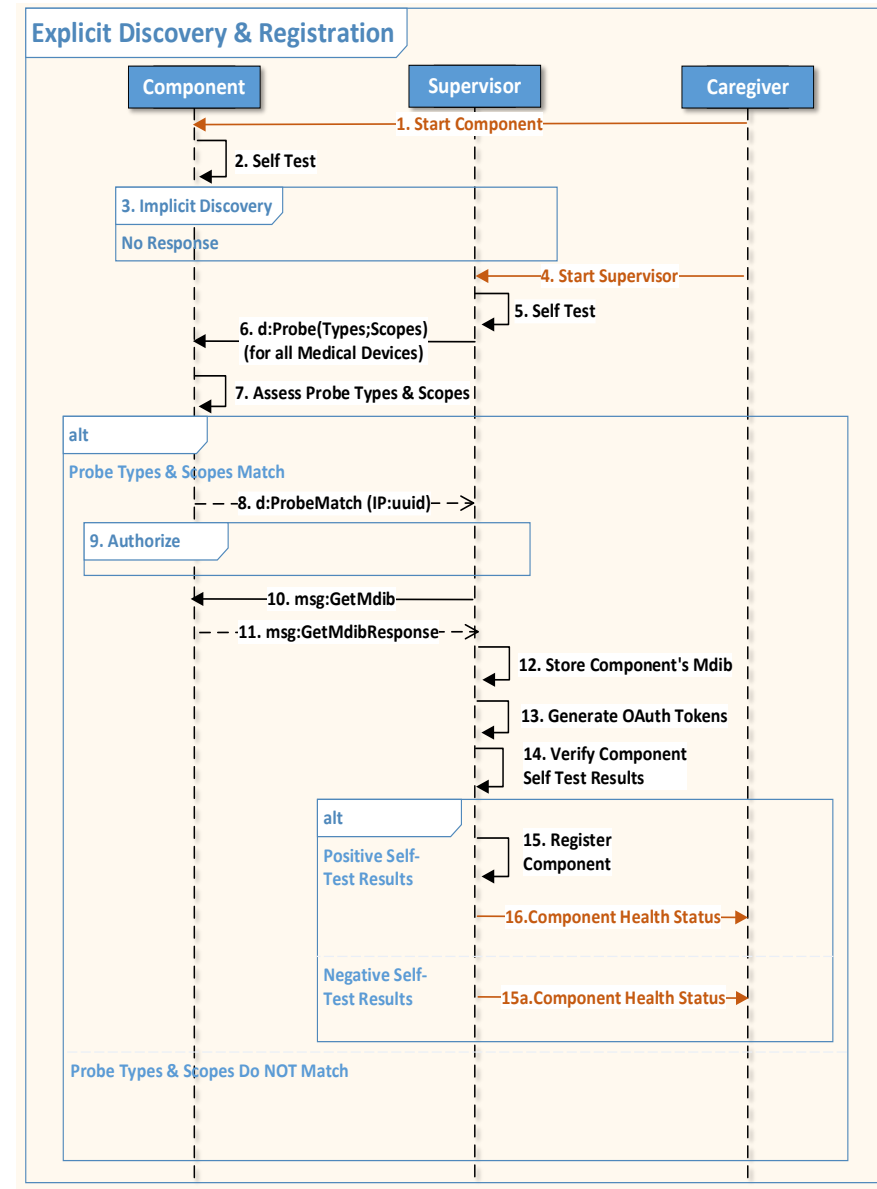 Explicit Discovery & Registration
Component
Supervisor
Caregiver
1. Start Component
2. Self Test
3. Implicit Discovery
No Response
4. Start Supervisor
5. Self Test
6. d:Probe(Types;Scopes)
(for all Medical Devices)
7. Assess Probe Types & Scopes
alt
Probe Types & Scopes Match
8. d:ProbeMatch (IP:uuid)
9. Authorize
10. msg:GetMdib
11. msg:GetMdibResponse
12. Store Component's Mdib
13. Generate OAuth Tokens
14. Verify Component
Self Test Results
alt
15. Register
Component
Positive Self-
Test Results
16.Component Health Status
Negative Self-
Test Results
15a.Component Health Status
Probe Types & Scopes Do NOT Match